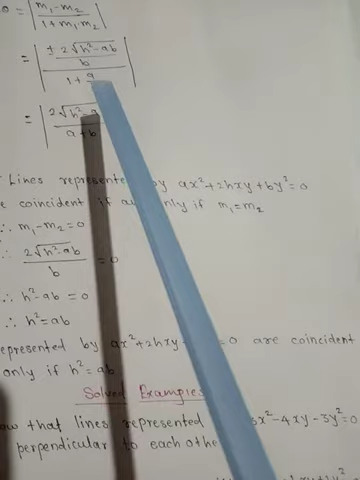 θ = | m₁-m₂ / 1+m₁m₂ |
= | ± 2√h²-ab / b / 1 + a |
= | 2√h² / a+b |
Lines represented by ax²+2hxy+by²=0
coincident if only if m₁=m₂
∴ m₁-m₂=0
2√h²-ab / b = 0
∴ h²-ab = 0
∴ h²=ab
represented by ax²+2hxy+ =0 are coincident
only if h²=ab
Solved Examples
that lines represented x²-4xy-3y²=0
perpendicular to each other